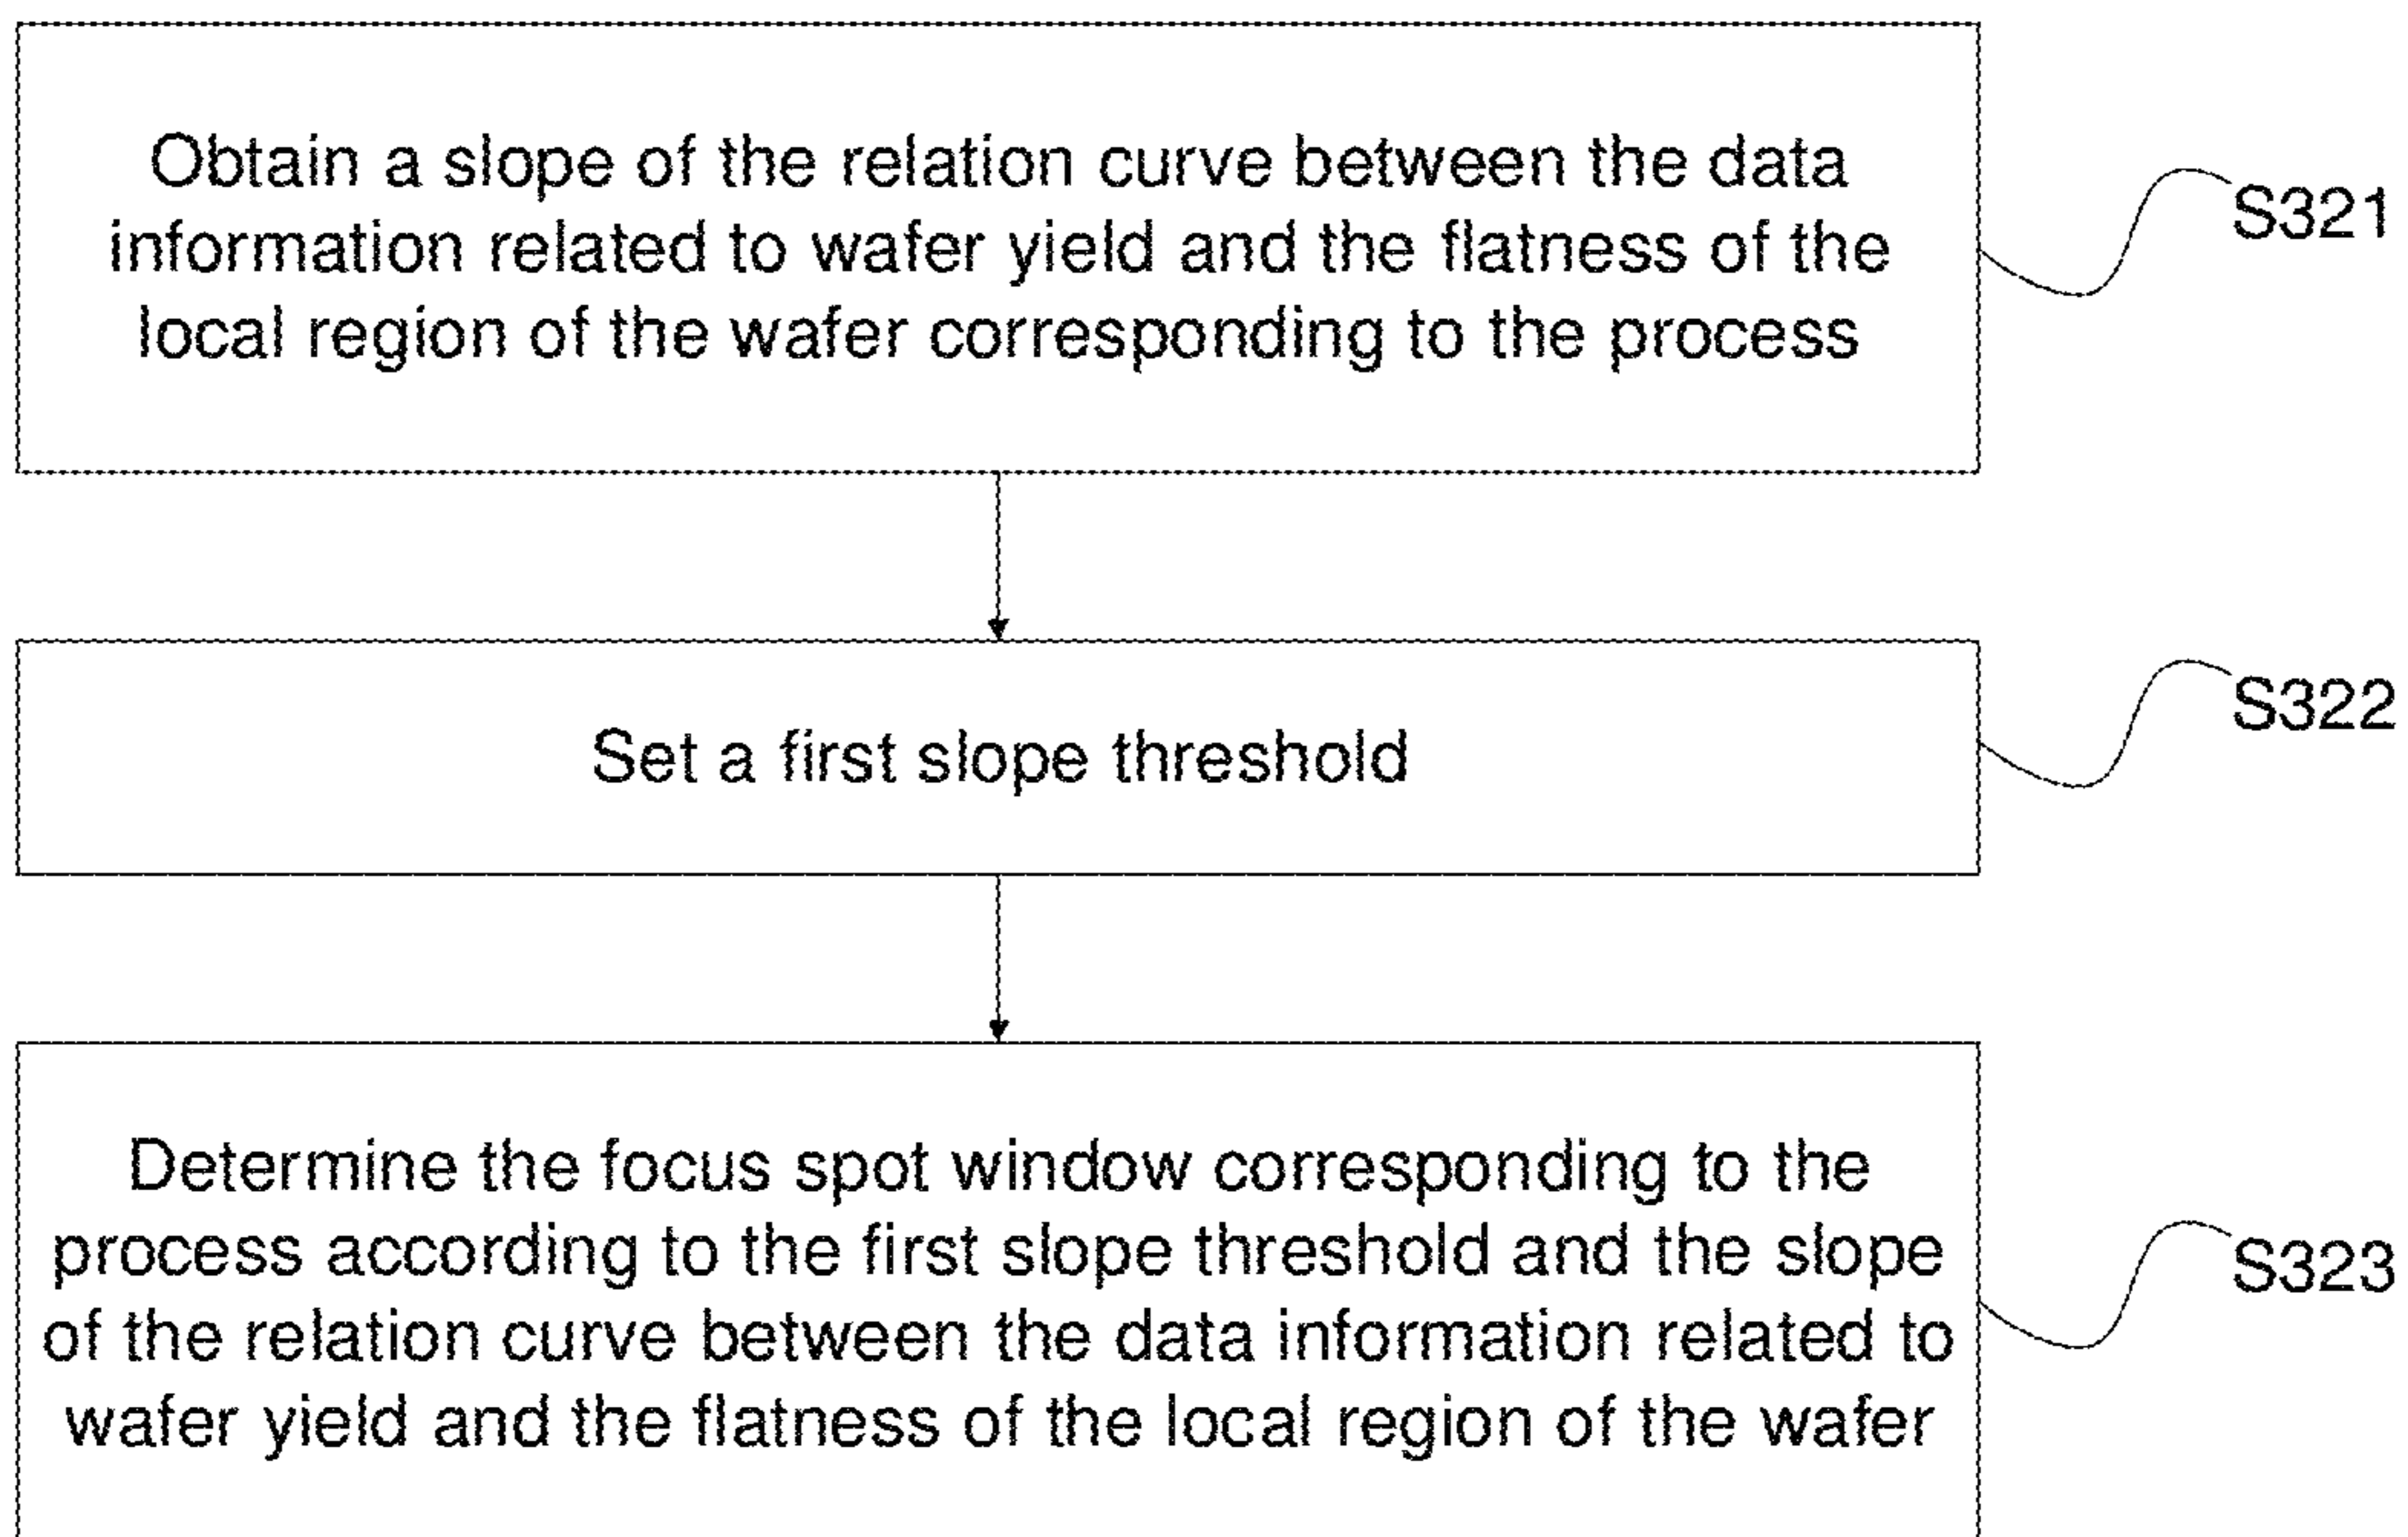 Obtain a slope of the relation curve between the data
information related to wafer yield and the flatness of the
local region of the wafer corresponding to the process
S321
Set a first slope threshold
S322
Determine the focus spot window corresponding to the
process according to the first slope threshold and the slope
of the relation curve between the data information related to
wafer yield and the flatness of the local region of the wafer
S323